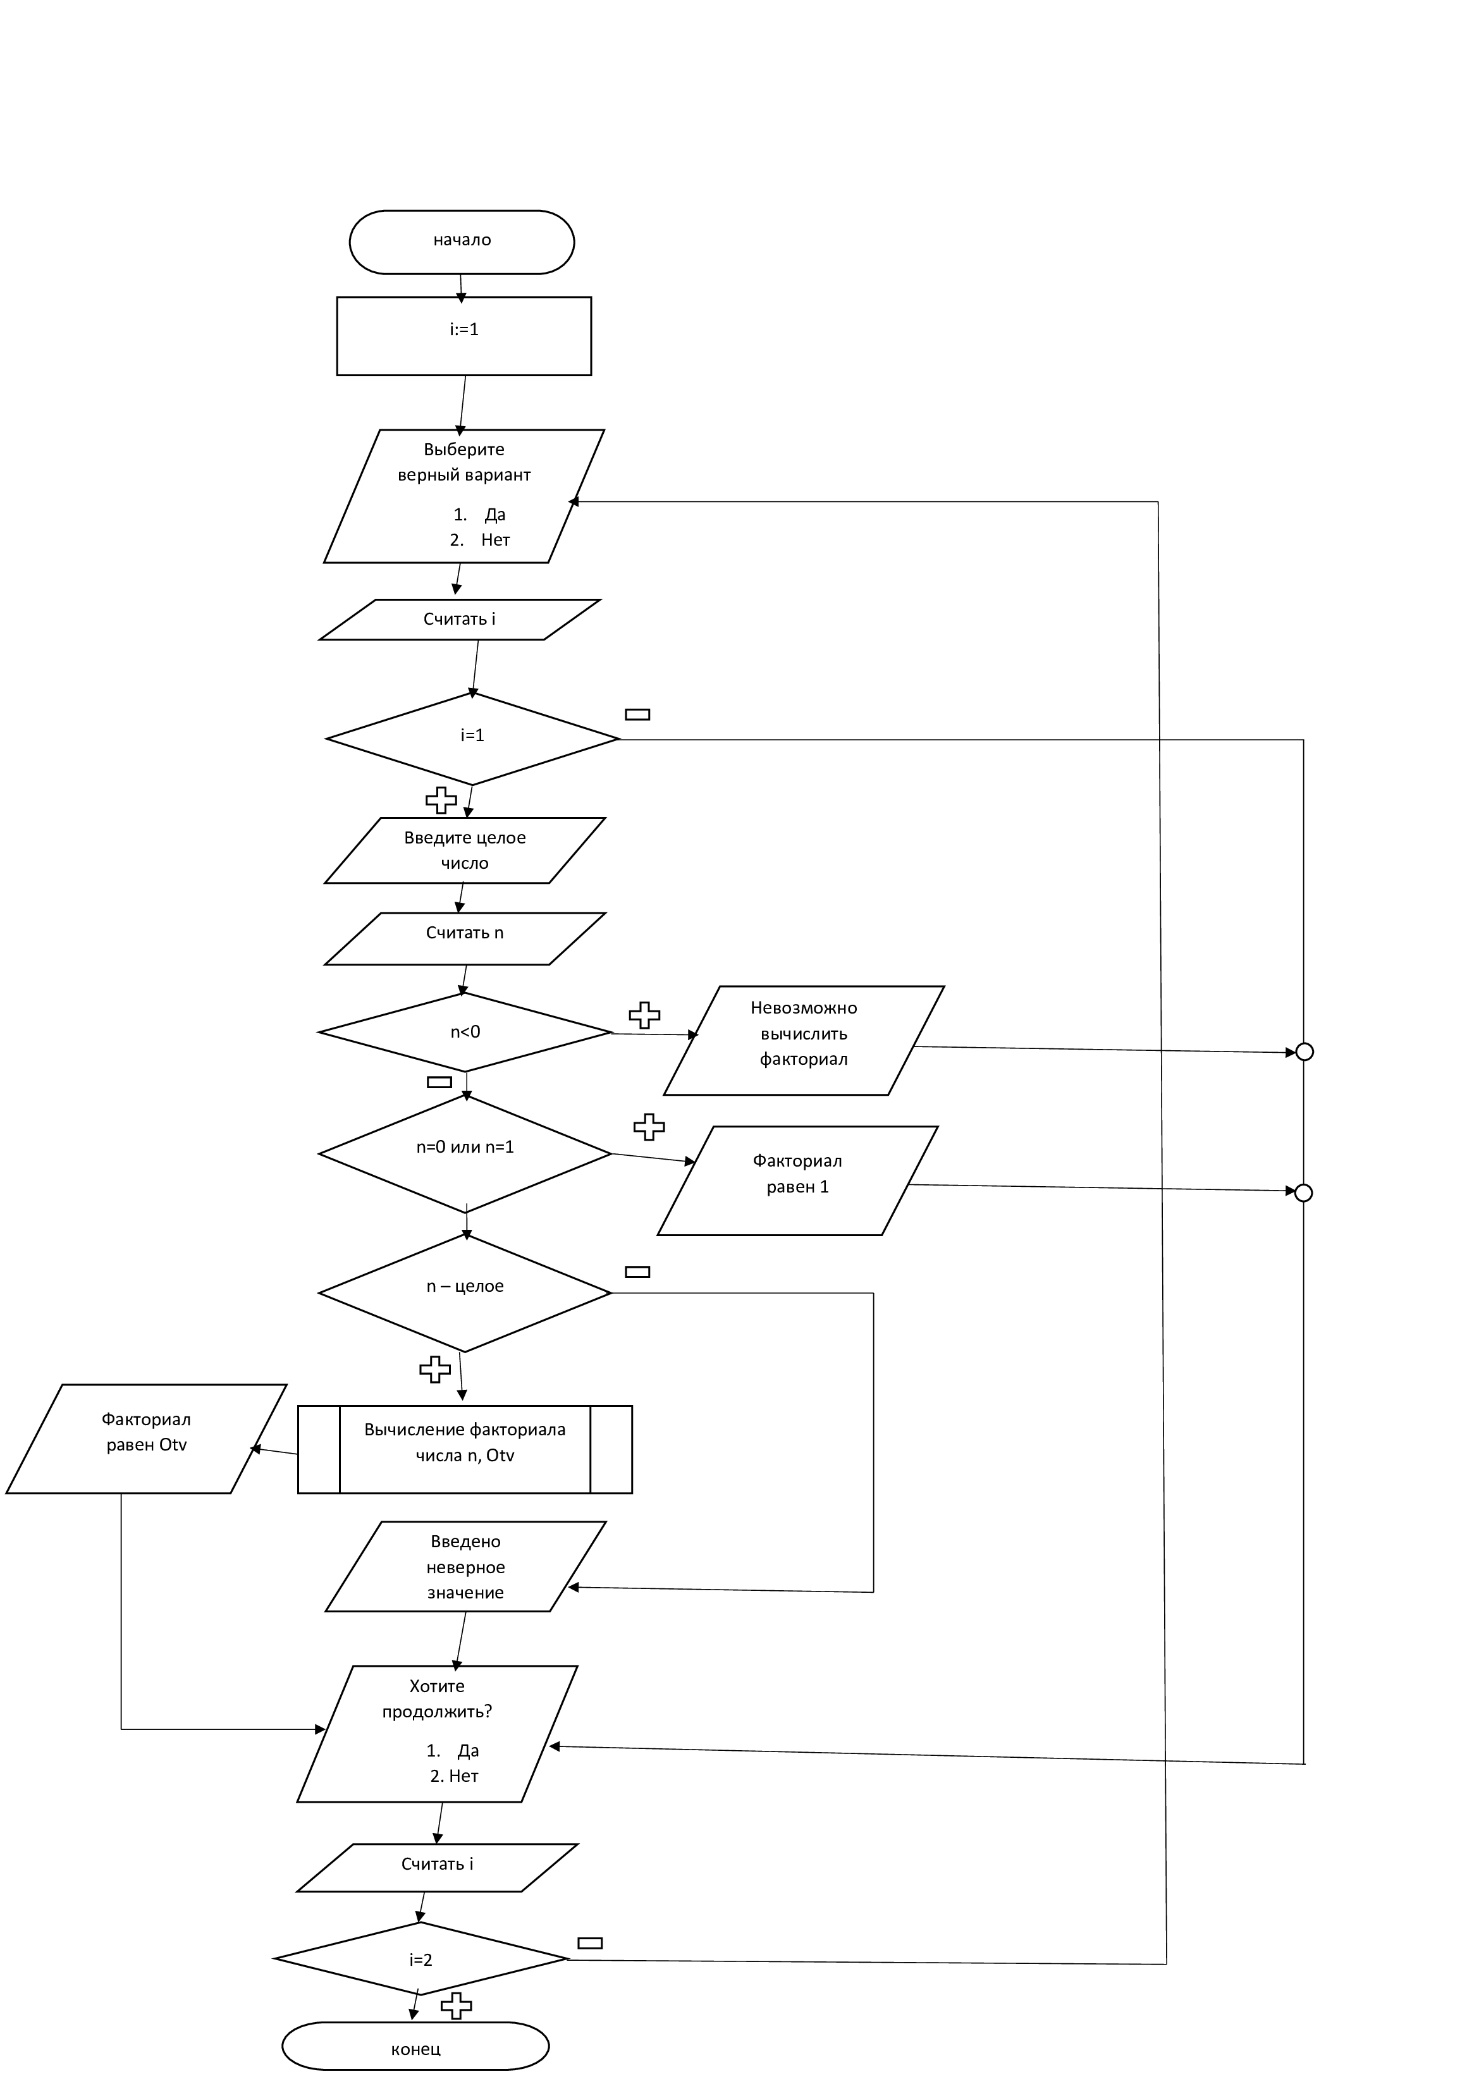 начало
i:=1
Выберите
верный вариант
1. Да
2. Нет
Считать i
i=1
Введите целое
число
Считать n
n<0
Невозможно
вычислить
факториал
n=0 или n=1
Факториал
равен 1
n – целое
Факториал
равен Otv
Вычисление факториала
числа n, Otv
Введено
неверное
значение
Хотите
продолжить?
1. Да
2. Нет
Считать i
i=2
конец